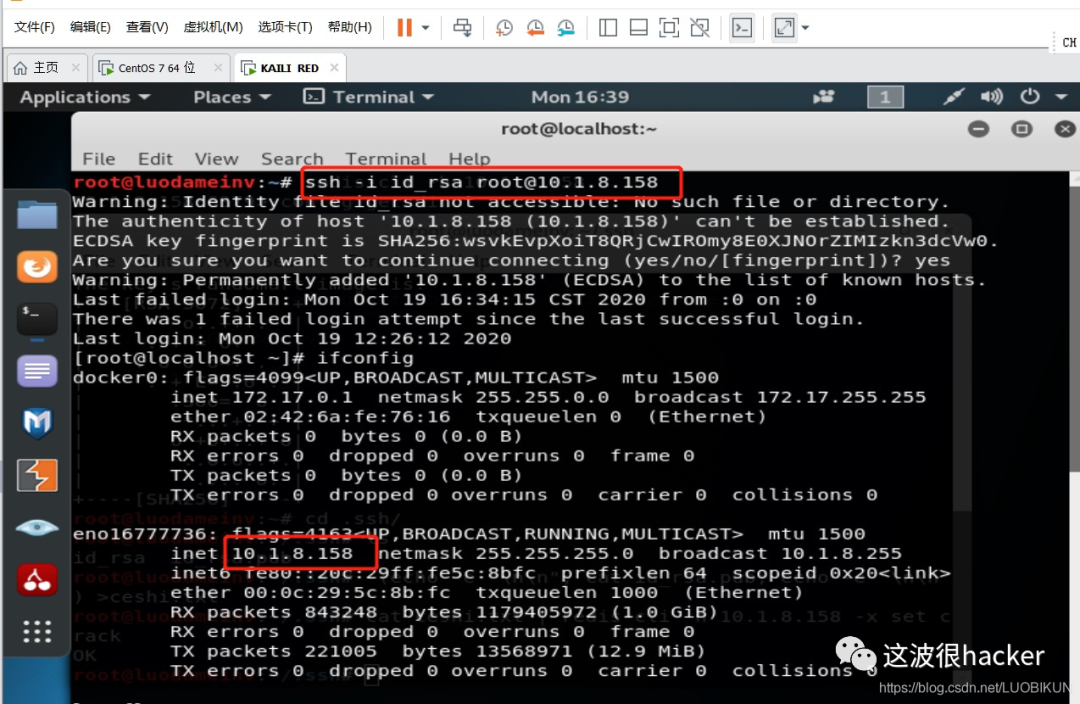 文件(F) 编辑(E) 查看(V) 虚拟机(M) 选项卡(T) 帮助(H)
CH
主页 CentOS 7 64 位 KAILI RED
Applications Places Terminal Mon 16:39 1
root@localhost:~
File Edit View Search Terminal Help
root@luodameinv:~# ssh -i id_rsa root@10.1.8.158
Warning: Identity file id_rsa not accessible: No such file or directory.
The authenticity of host '10.1.8.158 (10.1.8.158)' can't be established.
ECDSA key fingerprint is SHA256:wsvkEvpXoiT8QRjCwIROmy8E0XJNOrZIMIzkn3dcVw0.
Are you sure you want to continue connecting (yes/no/[fingerprint])? yes
Warning: Permanently added '10.1.8.158' (ECDSA) to the list of known hosts.
Last failed login: Mon Oct 19 16:34:15 CST 2020 from :0 on :0
There was 1 failed login attempt since the last successful login.
Last login: Mon Oct 19 12:26:12 2020
[root@localhost ~]# ifconfig
docker0: flags=4099<UP,BROADCAST,MULTICAST> mtu 1500
inet 172.17.0.1 netmask 255.255.0.0 broadcast 172.17.255.255
ether 02:42:6a:fe:76:16 txqueuelen 0 (Ethernet)
RX packets 0 bytes 0 (0.0 B)
RX errors 0 dropped 0 overruns 0 frame 0
TX packets 0 bytes 0 (0.0 B)
TX errors 0 dropped 0 overruns 0 carrier 0 collisions 0
+----[SHA256]
root@luodameinv:~# cd .ssh/
eno16777736: flags=4163<UP,BROADCAST,RUNNING,MULTICAST> mtu 1500
inet 10.1.8.158 netmask 255.255.255.0 broadcast 10.1.8.255
id_rsa
inet6 fe80::20c:29ff:fe5c:8bfc prefixlen 64 scopeid 0x20<link>
ether 00:0c:29:5c:8b:fc txqueuelen 1000 (Ethernet)
RX packets 843248 bytes 1179405972 (1.0 GiB)
10.1.8.158 -x set c
rack
RX errors 0 dropped 0 overruns 0 frame 0
OK
TX packets 221005 bytes 13568971 (12.9 MiB)
TX errors 0 dropped 0 overruns 0 carrier 0 collisions 0
这波很hacker
https://blog.csdn.net/LUOBIKUN